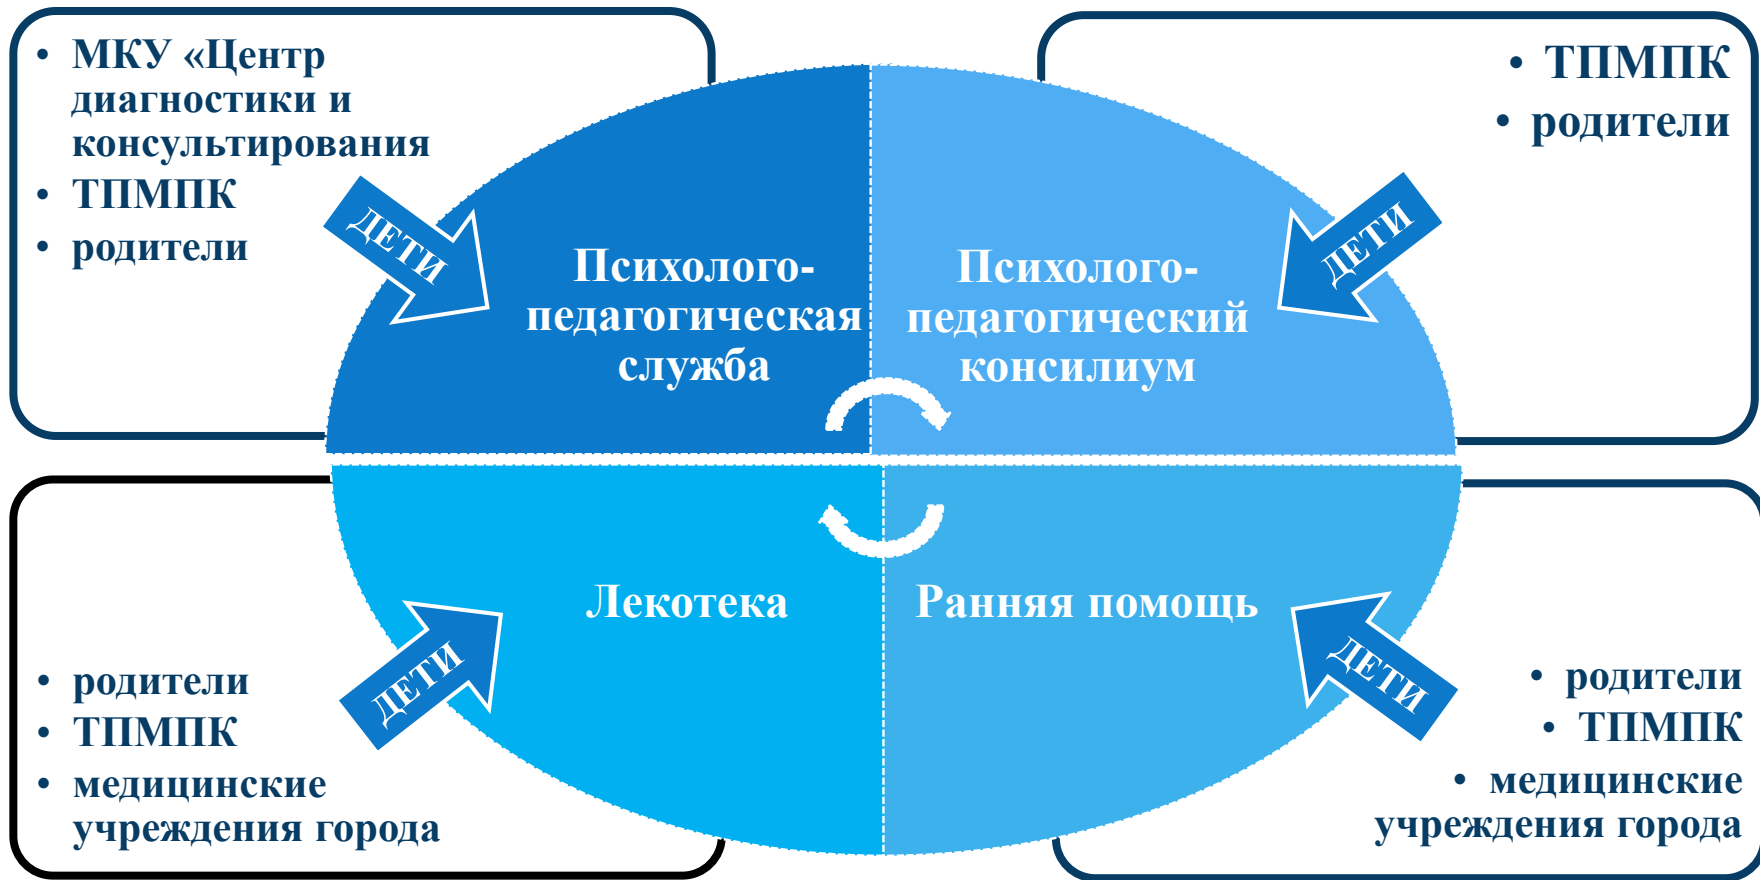 • МКУ «Центр
диагностики и
консультирования
• ТПМПК
• родители
ДЕТИ
Психолого-
педагогическая
служба
• ТПМПК
• родители
ДЕТИ
Психолого-
педагогический
консилиум
Лекотека
ДЕТИ
• родители
• ТПМПК
• медицинские
учреждения города
Ранняя помощь
ДЕТИ
• родители
• ТПМПК
• медицинские
учреждения города